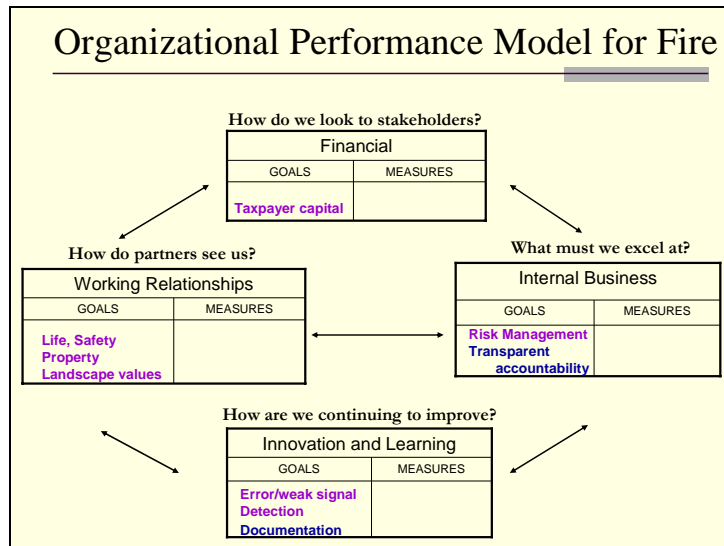 Organizational Performance Model for Fire
How do we look to stakeholders?
Financial
GOALS MEASURES
Taxpayer capital
How do partners see us?
Working Relationships
GOALS MEASURES
Life, Safety
Property
Landscape values
What must we excel at?
Internal Business
GOALS MEASURES
Risk Management
Transparent
accountability
How are we continuing to improve?
Innovation and Learning
GOALS MEASURES
Error/weak signal
Detection
Documentation